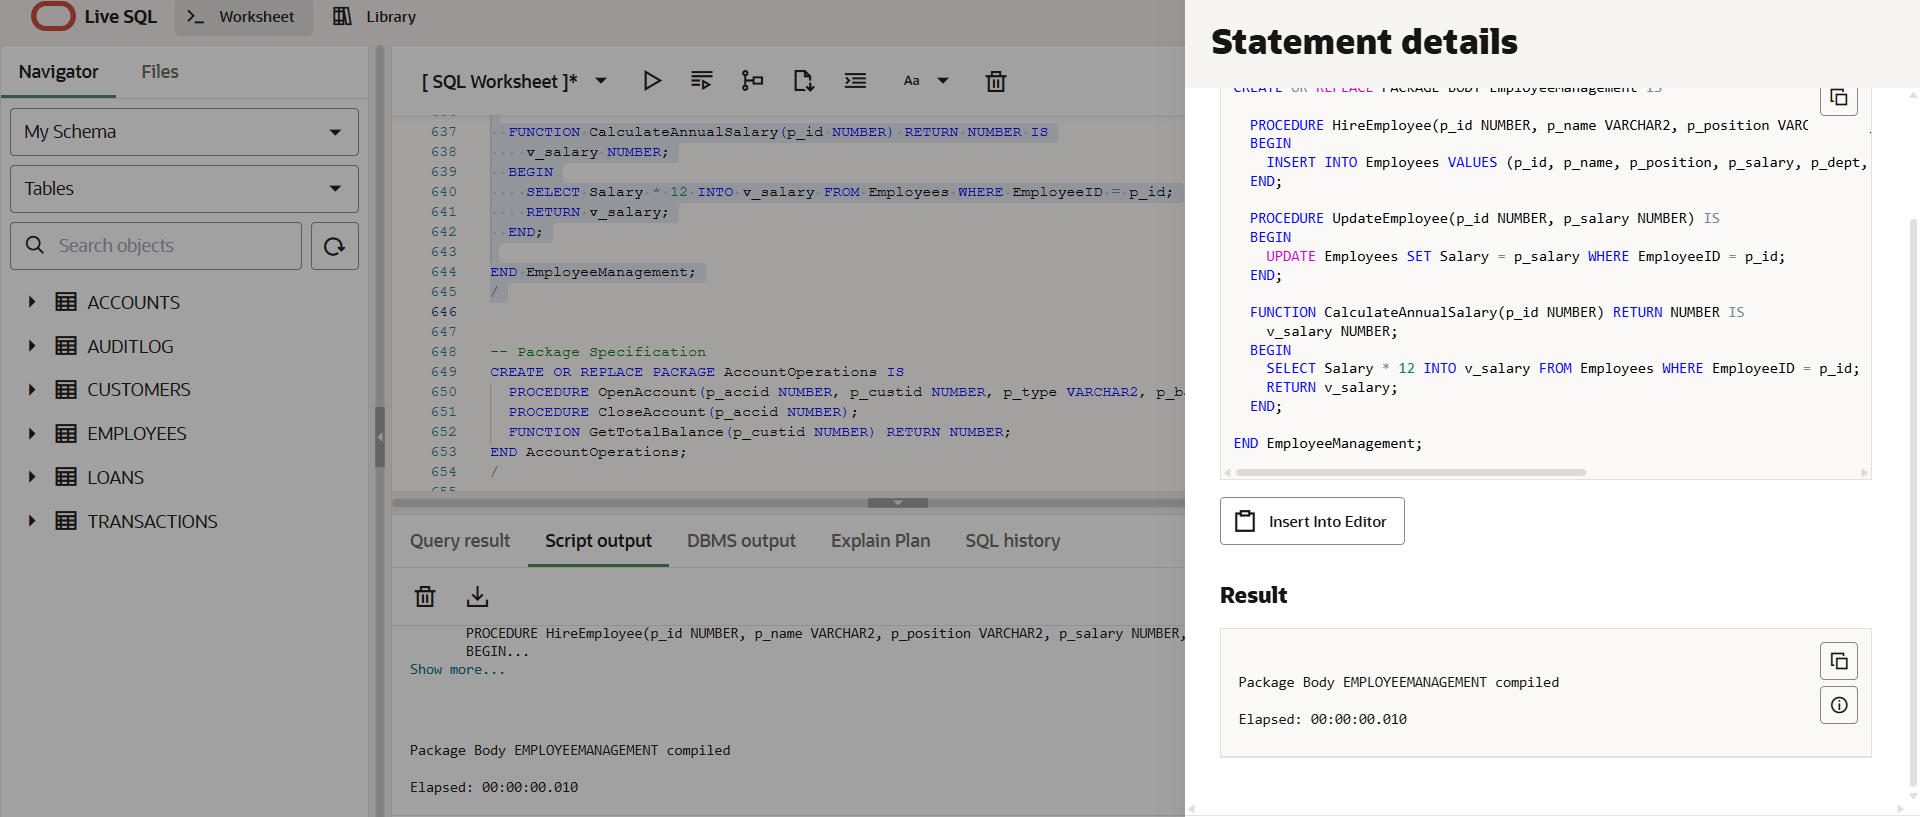 Live SQL
Worksheet
Library
Navigator
Files
My Schema
Tables
Search objects
ACCOUNTS
AUDITLOG
CUSTOMERS
EMPLOYEES
LOANS
TRANSACTIONS
[ SQL Worksheet ]*
Aa
637 FUNCTION CalculateAnnualSalary(p_id NUMBER) RETURN NUMBER IS
638 v_salary NUMBER;
639 BEGIN
640 SELECT Salary * 12 INTO v_salary FROM Employees WHERE EmployeeID = p_id;
641 RETURN v_salary;
642 END;
643
644 END EmployeeManagement;
645 /
646
647
648 -- Package Specification
649 CREATE OR REPLACE PACKAGE AccountOperations IS
650 PROCEDURE OpenAccount(p_accid NUMBER, p_custid NUMBER, p_type VARCHAR2, p_b
651 PROCEDURE CloseAccount(p_accid NUMBER);
652 FUNCTION GetTotalBalance(p_custid NUMBER) RETURN NUMBER;
653 END AccountOperations;
654 /
655
Query result
Script output
DBMS output
Explain Plan
SQL history
PROCEDURE HireEmployee(p_id NUMBER, p_name VARCHAR2, p_position VARCHAR2, p_salary NUMBER,
BEGIN...
Show more...
Package Body EMPLOYEEMANAGEMENT compiled
Elapsed: 00:00:00.010
Statement details
CREATE OR REPLACE PACKAGE BODY EmployeeManagement IS
PROCEDURE HireEmployee(p_id NUMBER, p_name VARCHAR2, p_position VARC
BEGIN
INSERT INTO Employees VALUES (p_id, p_name, p_position, p_salary, p_dept,
END;
PROCEDURE UpdateEmployee(p_id NUMBER, p_salary NUMBER) IS
BEGIN
UPDATE Employees SET Salary = p_salary WHERE EmployeeID = p_id;
END;
FUNCTION CalculateAnnualSalary(p_id NUMBER) RETURN NUMBER IS
v_salary NUMBER;
BEGIN
SELECT Salary * 12 INTO v_salary FROM Employees WHERE EmployeeID = p_id;
RETURN v_salary;
END;
END EmployeeManagement;
Insert Into Editor
Result
Package Body EMPLOYEEMANAGEMENT compiled
Elapsed: 00:00:00.010